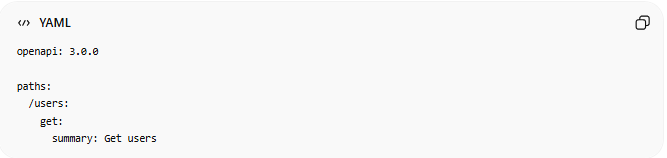 </> YAML
openapi: 3.0.0

paths:
  /users:
    get:
      summary: Get users